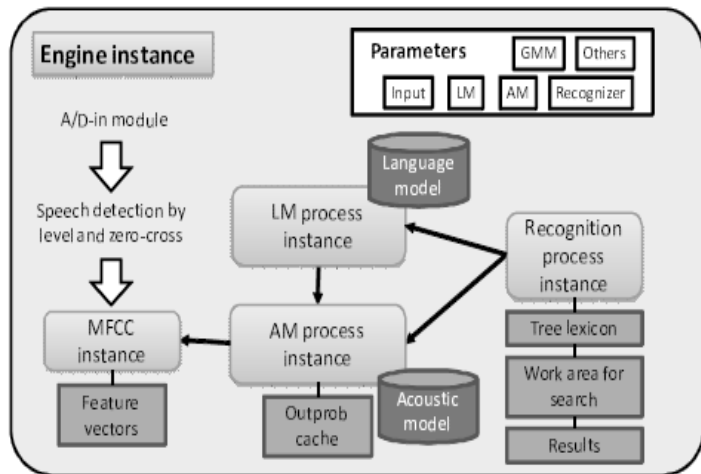 Engine instance
Parameters
GMM
Others
Input
LM
AM
Recognizer
A/D-in module
Speech detection by
level and zero-cross
MFCC
instance
Feature
vectors
Language
model
LM process
instance
AM process
instance
Outprob
cache
Acoustic
model
Recognition
process
instance
Tree lexicon
Work area for
search
Results